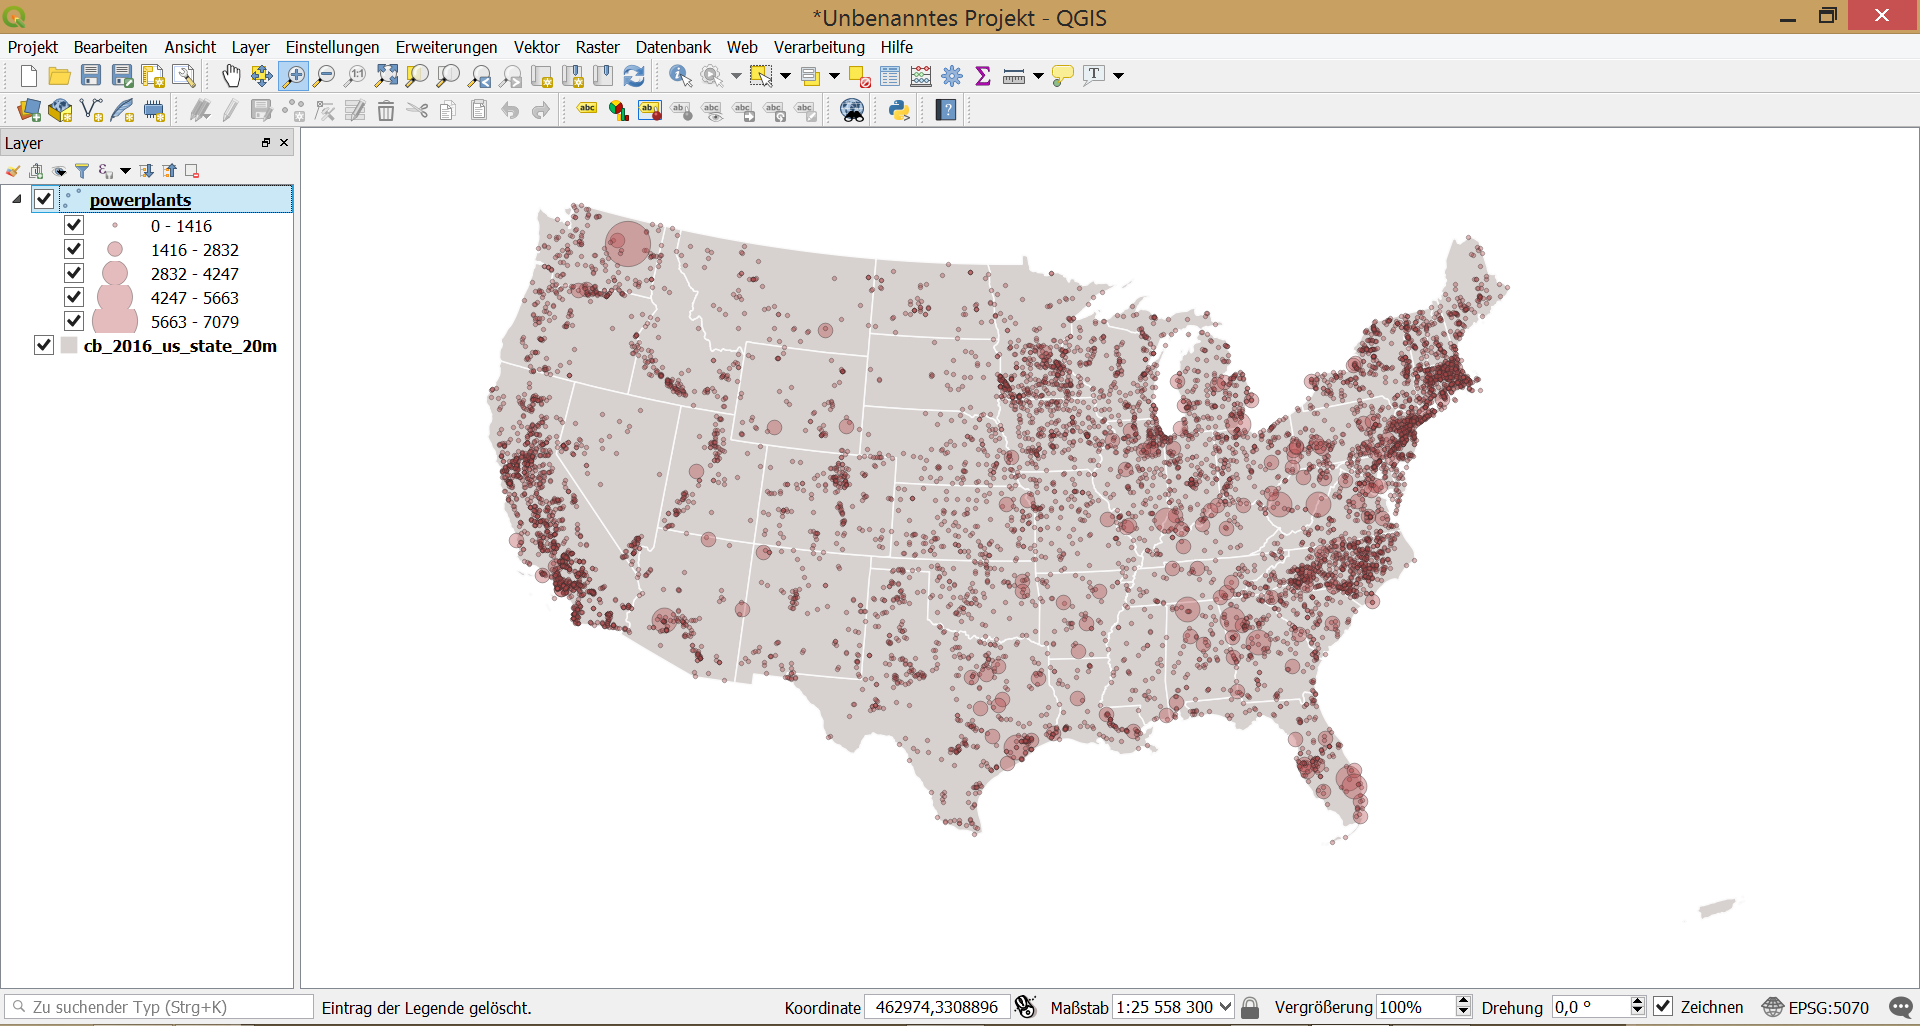 *Unbenanntes Projekt - QGIS
Projekt Bearbeiten Ansicht Layer Einstellungen Erweiterungen Vektor Raster Datenbank Web Verarbeitung Hilfe
Layer
powerplants
0 - 1416
1416 - 2832
2832 - 4247
4247 - 5663
5663 - 7079
cb_2016_us_state_20m
Zu suchender Typ (Strg+K) Eintrag der Legende gelöscht. Koordinate 462974,3308896 Maßstab 1:25 558 300 Vergrößerung 100% Drehung 0,0 ° Zeichnen EPSG:5070